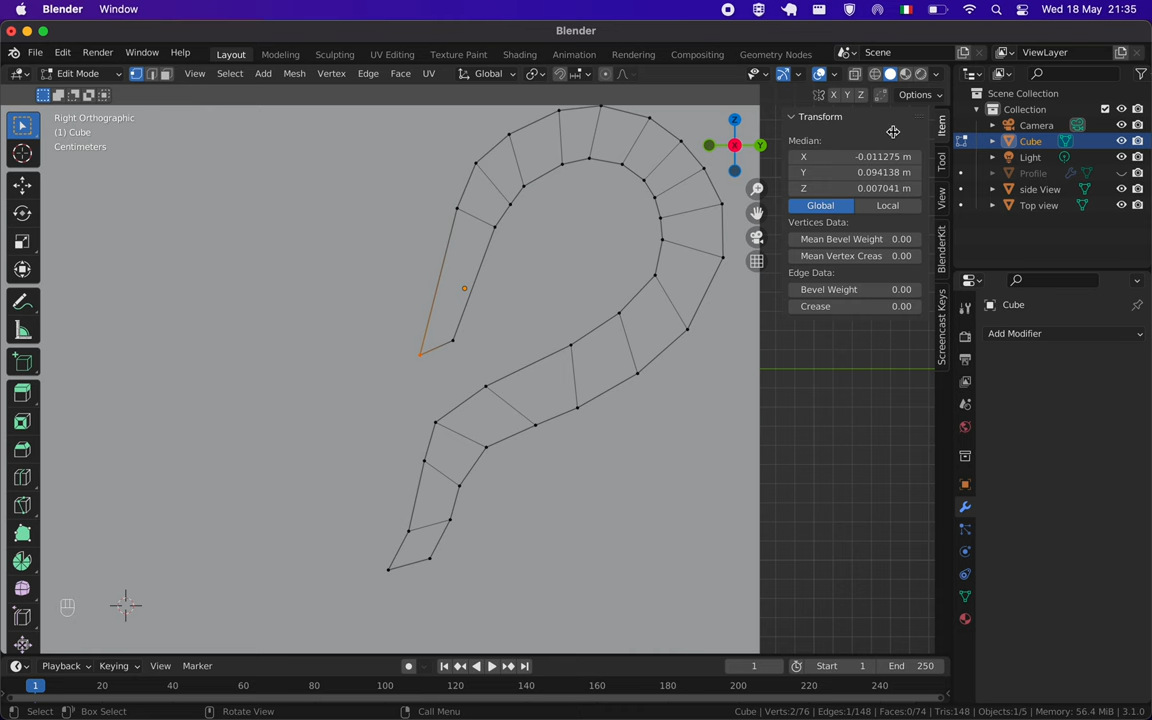 Blender Window Wed 18 May 21:35
Blender
File Edit Render Window Help Layout Modeling Sculpting UV Editing Texture Paint Shading Animation Rendering Compositing Geometry Nodes Scene ViewLayer
Edit Mode View Select Add Mesh Vertex Edge Face UV Global
X Y Z Options
Right Orthographic
(1) Cube
Centimeters
Z
X
Y
Transform
Median:
X -0.011275 m
Y 0.094138 m
Z 0.007041 m
Global Local
Vertices Data:
Mean Bevel Weight 0.00
Mean Vertex Creas 0.00
Edge Data:
Bevel Weight 0.00
Crease 0.00
Item
Tool
View
BlenderKit
Screencast Keys
Scene Collection
Collection
Camera
Cube
Light
Profile
side View
Top view
Cube
Add Modifier
Playback Keying View Marker 1 Start 1 End 250
1 20 40 60 80 100 120 140 160 180 200 220 240
Select Box Select Rotate View Call Menu Cube | Verts:2/76 | Edges:1/148 | Faces:0/74 | Tris:148 | Objects:1/5 | Memory: 56.4 MiB | 3.1.0